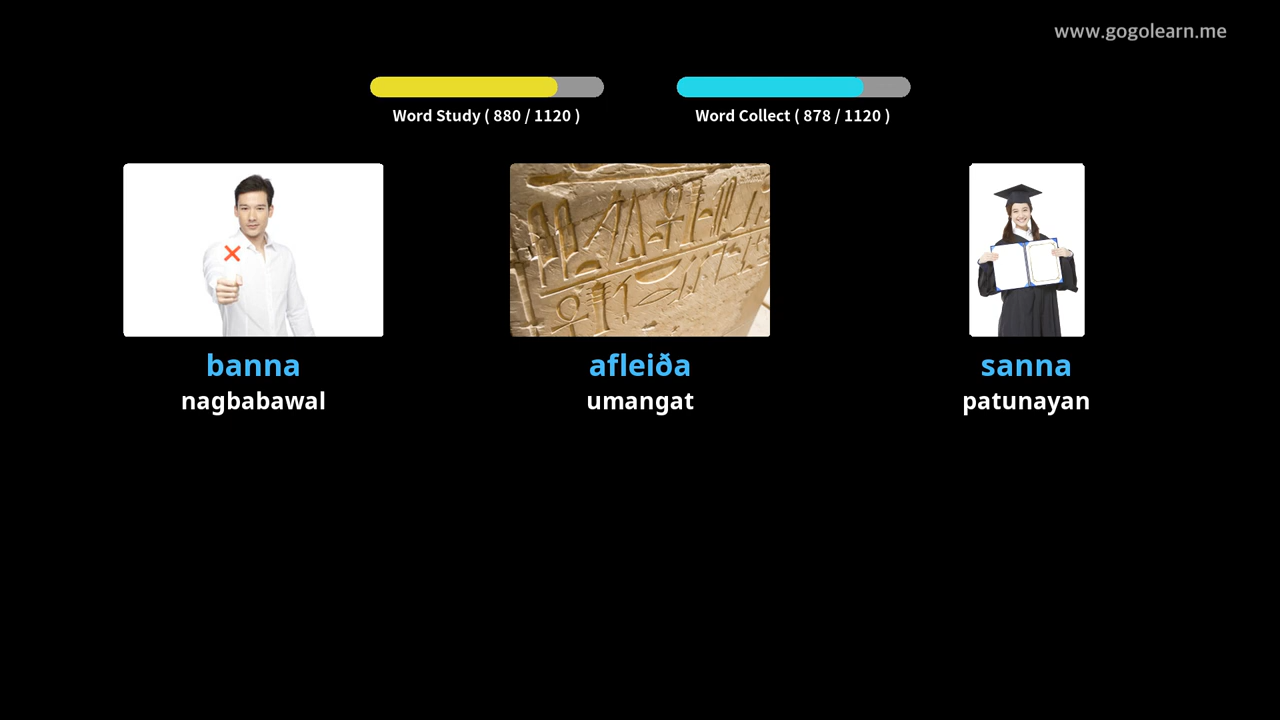 www.gogolearn.me
Word Study ( 880 / 1120 )
Word Collect ( 878 / 1120 )
banna
afleiða
sanna
nagbabawal
umangat
patunayan